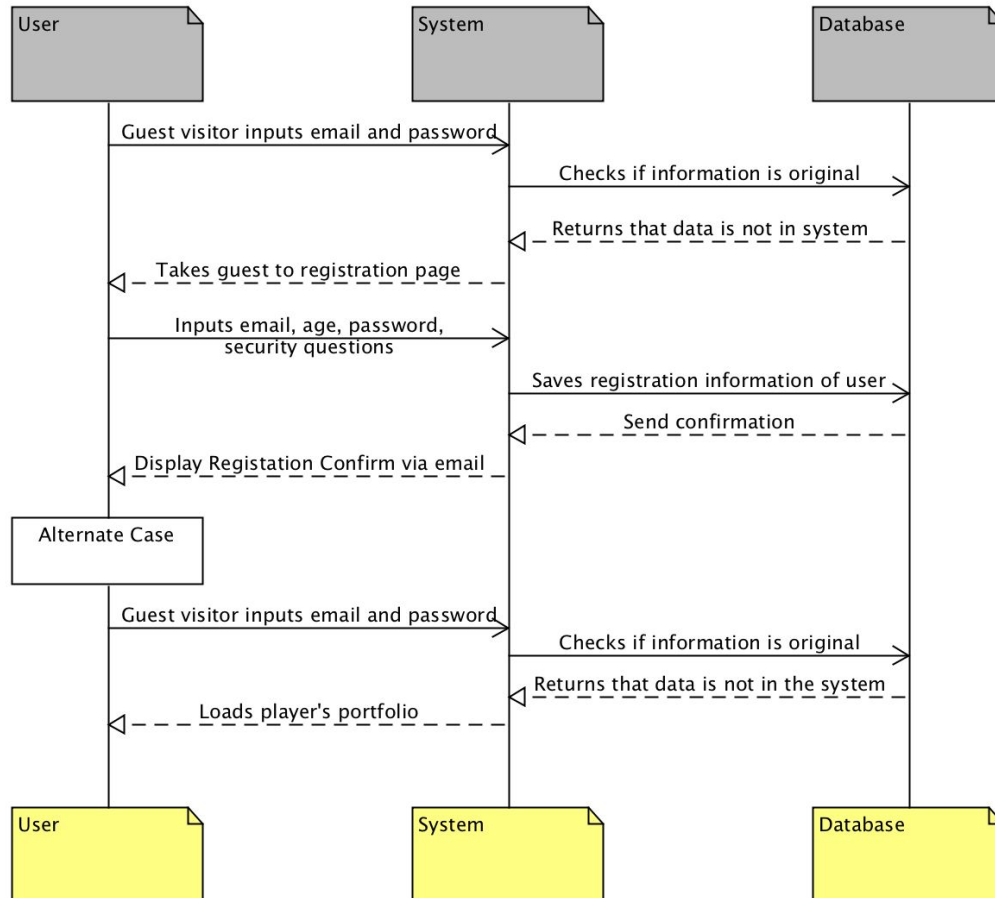 User
System
Database
Guest visitor inputs email and password
Checks if information is original
Returns that data is not in system
Takes guest to registration page
Inputs email, age, password,
security questions
Saves registration information of user
Send confirmation
Display Registation Confirm via email
Alternate Case
Guest visitor inputs email and password
Checks if information is original
Returns that data is not in the system
Loads player's portfolio
User
System
Database